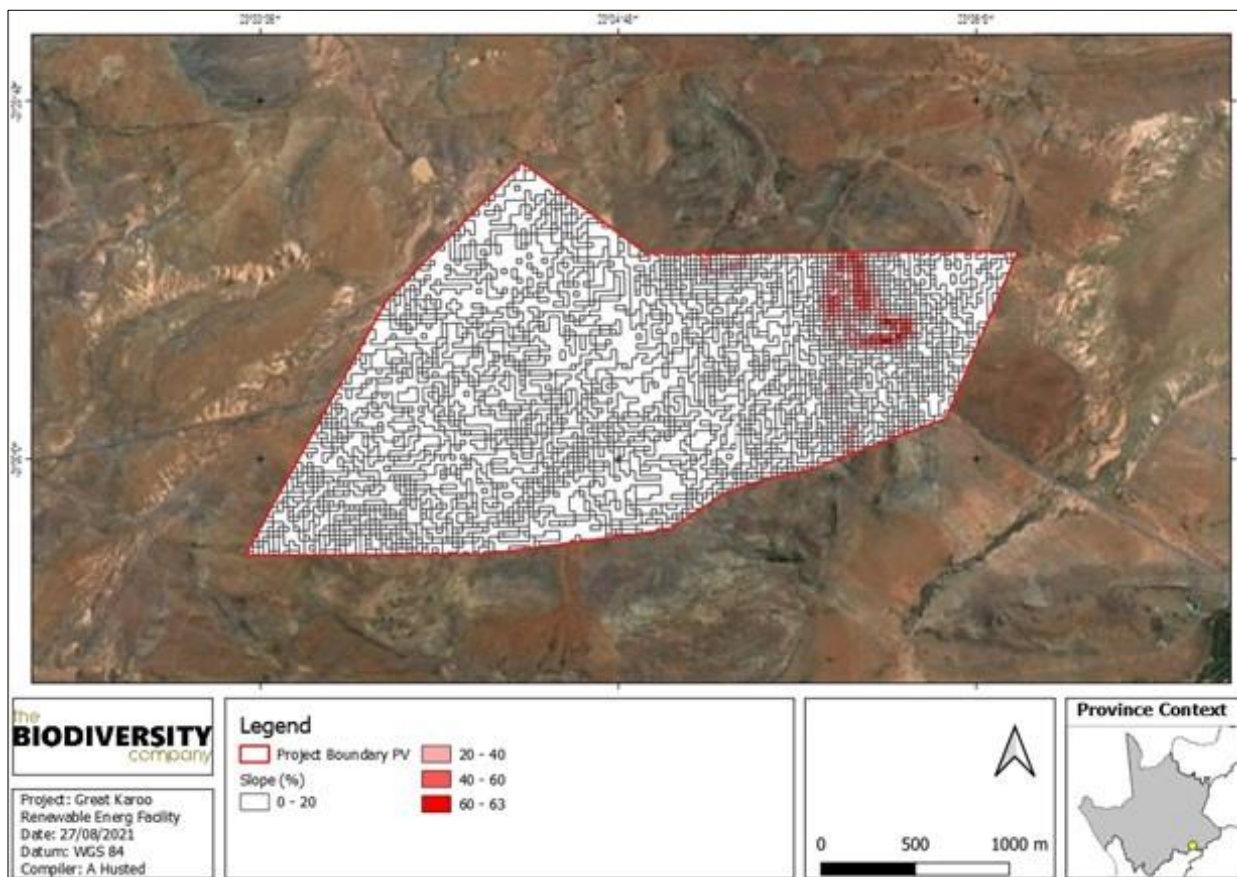 the
BIODIVERSITY
company
Project: Great Karoo
Renewable Energ Facility
Date: 27/08/2021
Datum: WGS 84
Compiler: A Husted
Legend
Project Boundary PV
Slope (%)
0 - 20
20 - 40
40 - 60
60 - 63
0 500 1000 m
Province Context